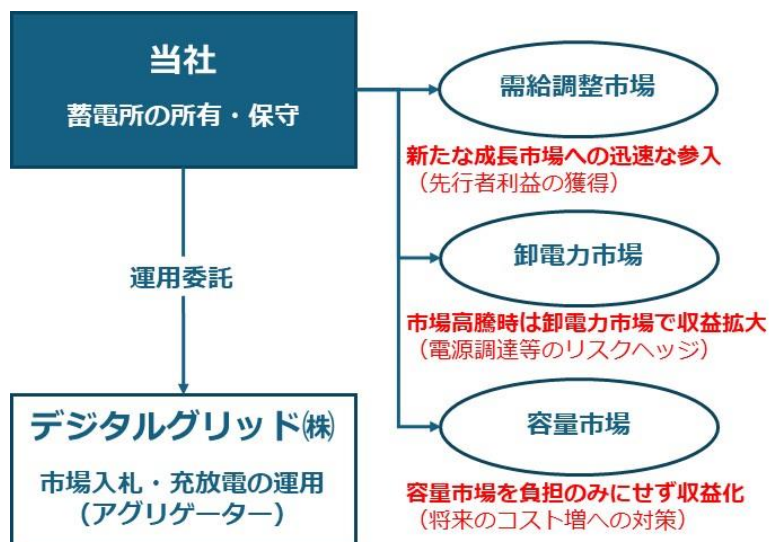 当社
蓄電所の所有・保守
運用委託
デジタルグリッド㈱
市場入札・充放電の運用
(アグリゲーター)
需給調整市場
新たな成長市場への迅速な参入
(先行者利益の獲得)
卸電力市場
市場高騰時は卸電力市場で収益拡大
(電源調達等のリスクヘッジ)
容量市場
容量市場を負担のみにせず収益化
(将来のコスト増への対策)